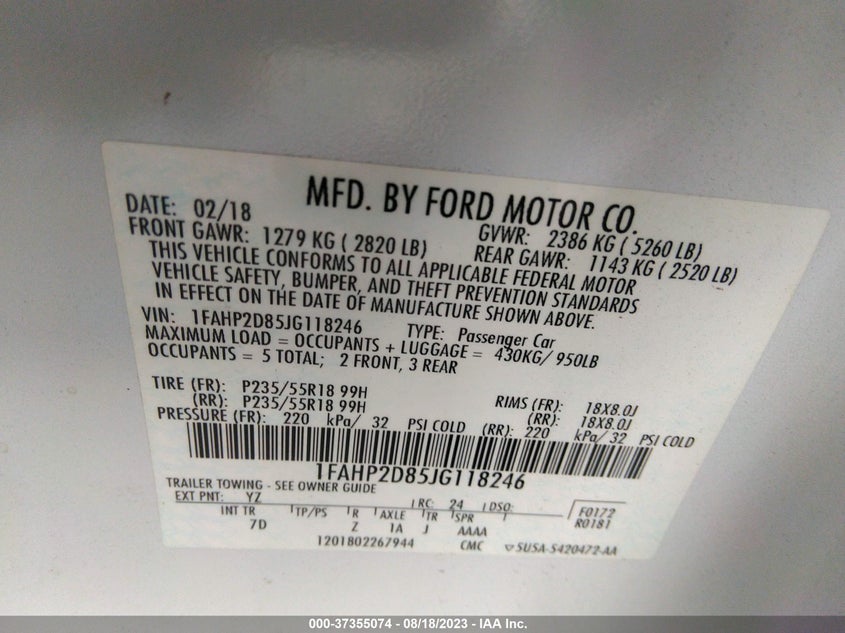 MFD. BY FORD MOTOR CO.
DATE: 02/18 GVWR: 2386 KG ( 5260 LB)
FRONT GAWR: 1279 KG ( 2820 LB) REAR GAWR: 1143 KG ( 2520 LB)
THIS VEHICLE CONFORMS TO ALL APPLICABLE FEDERAL MOTOR
VEHICLE SAFETY, BUMPER, AND THEFT PREVENTION STANDARDS
IN EFFECT ON THE DATE OF MANUFACTURE SHOWN ABOVE.
VIN: 1FAHP2D85JG118246 TYPE: Passenger Car
MAXIMUM LOAD = OCCUPANTS + LUGGAGE = 430KG/ 950LB
OCCUPANTS = 5 TOTAL; 2 FRONT, 3 REAR
TIRE (FR): P235/55R18 99H RIMS (FR): 18X8.0J
(RR): P235/55R18 99H (RR): 18X8.0J
PRESSURE (FR): 220 kPa/ 32 PSI COLD (RR): 220 kPa/ 32 PSI COLD
1FAHP2D85JG118246
TRAILER TOWING - SEE OWNER GUIDE
EXT PNT: YZ RC: 24 DSO: F0172
INT TR TP/PS R AXLE TR SPR R0181
7D Z 1A J AAAA
1201802267944 CMC 5U5A-5420472-AA
000-37355074 - 08/18/2023 - IAA Inc.